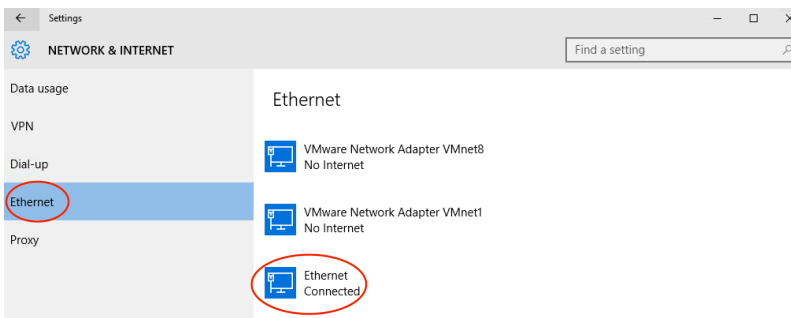 Settings
NETWORK & INTERNET
Find a setting
Data usage
VPN
Dial-up
Ethernet
Proxy
Ethernet
VMware Network Adapter VMnet8
No Internet
VMware Network Adapter VMnet1
No Internet
Ethernet
Connected